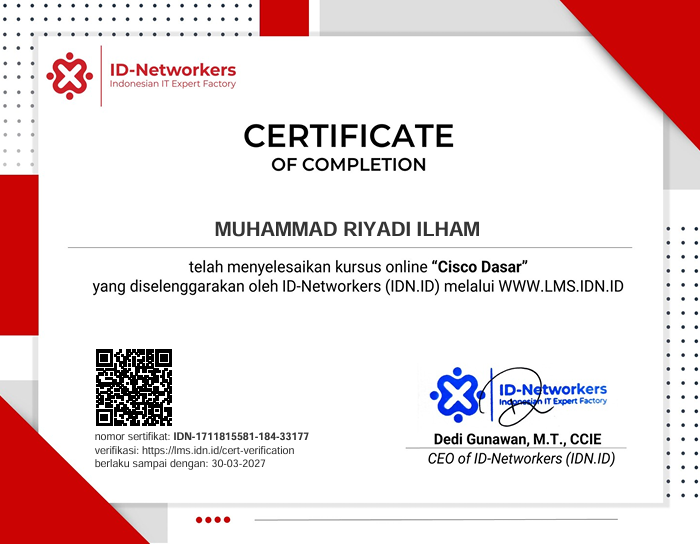 ID-Networkers
Indonesian IT Expert Factory
CERTIFICATE
OF COMPLETION
MUHAMMAD RIYADI ILHAM
telah menyelesaikan kursus online “Cisco Dasar”
yang diselenggarakan oleh ID-Networkers (IDN.ID) melalui WWW.LMS.IDN.ID
nomor sertifikat: IDN-1711815581-184-33177
verifikasi: https://lms.idn.id/cert-verification
berlaku sampai dengan: 30-03-2027
ID-Networkers
Indonesian IT Expert Factory
Dedi Gunawan, M.T., CCIE
CEO of ID-Networkers (IDN.ID)